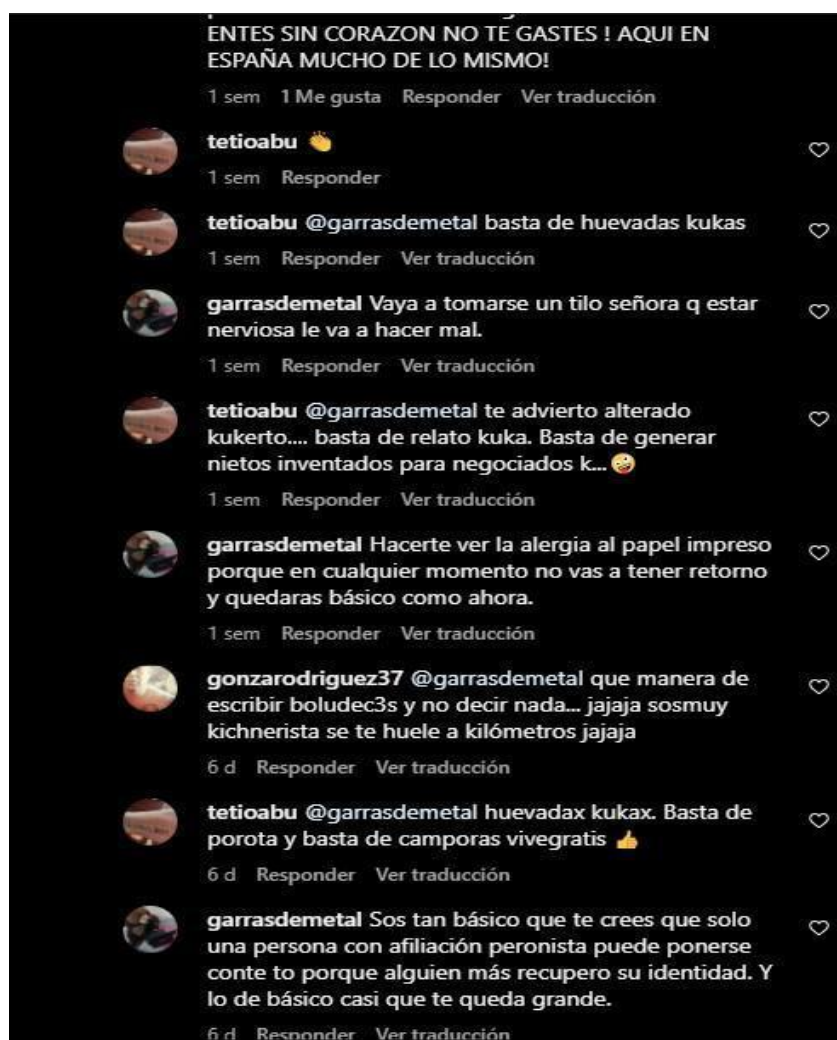 ENTES SIN CORAZON NO TE GASTES ! AQUI EN
ESPAÑA MUCHO DE LO MISMO!
1 sem 1 Me gusta Responder Ver traducción
tetioabu 👏
1 sem Responder
tetioabu @garrasdemetal basta de huevadas kukas
1 sem Responder Ver traducción
garrasdemetal Vaya a tomarse un tilo señora q estar
nerviosa le va a hacer mal.
1 sem Responder Ver traducción
tetioabu @garrasdemetal te advierto alterado
kukerto.... basta de relato kuka. Basta de generar
nietos inventados para negociados k... 🤪
1 sem Responder Ver traducción
garrasdemetal Hacerte ver la alergia al papel impreso
porque en cualquier momento no vas a tener retorno
y quedaras básico como ahora.
1 sem Responder Ver traducción
gonzarodriguez37 @garrasdemetal que manera de
escribir boludec3s y no decir nada... jajaja sosmuy
kichnerista se te huele a kilómetros jajaja
6 d Responder Ver traducción
tetioabu @garrasdemetal huevadax kukax. Basta de
porota y basta de camporas vivegratis 👍
6 d Responder Ver traducción
garrasdemetal Sos tan básico que te crees que solo
una persona con afiliación peronista puede ponerse
conte to porque alguien más recupero su identidad. Y
lo de básico casi que te queda grande.
6 d Responder Ver traducción